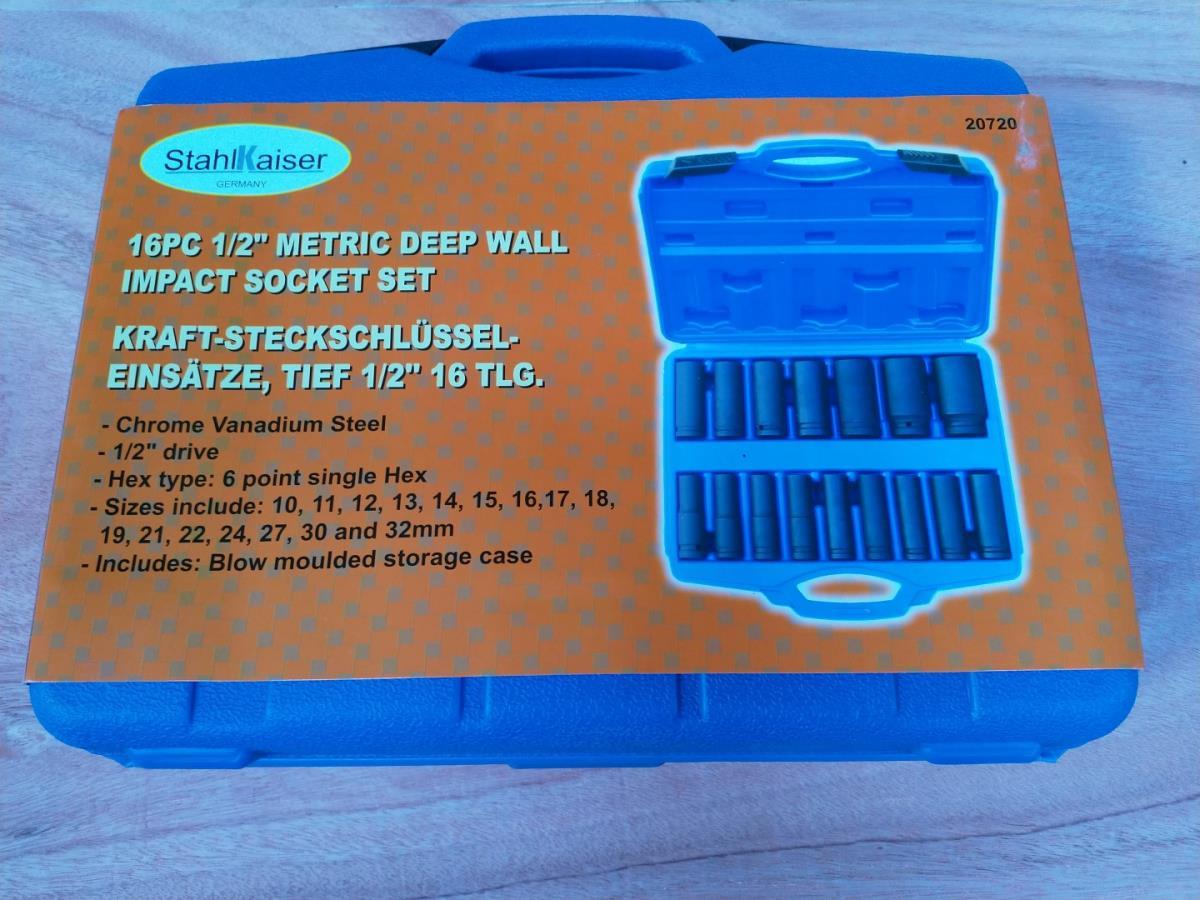 20720
StahlKaiser
GERMANY
16PC 1/2" METRIC DEEP WALL
IMPACT SOCKET SET
KRAFT-STECKSCHLÜSSEL-
EINSÄTZE, TIEF 1/2" 16 TLG.
- Chrome Vanadium Steel
- 1/2" drive
- Hex type: 6 point single Hex
- Sizes include: 10, 11, 12, 13, 14, 15, 16,17, 18,
19, 21, 22, 24, 27, 30 and 32mm
- Includes: Blow moulded storage case